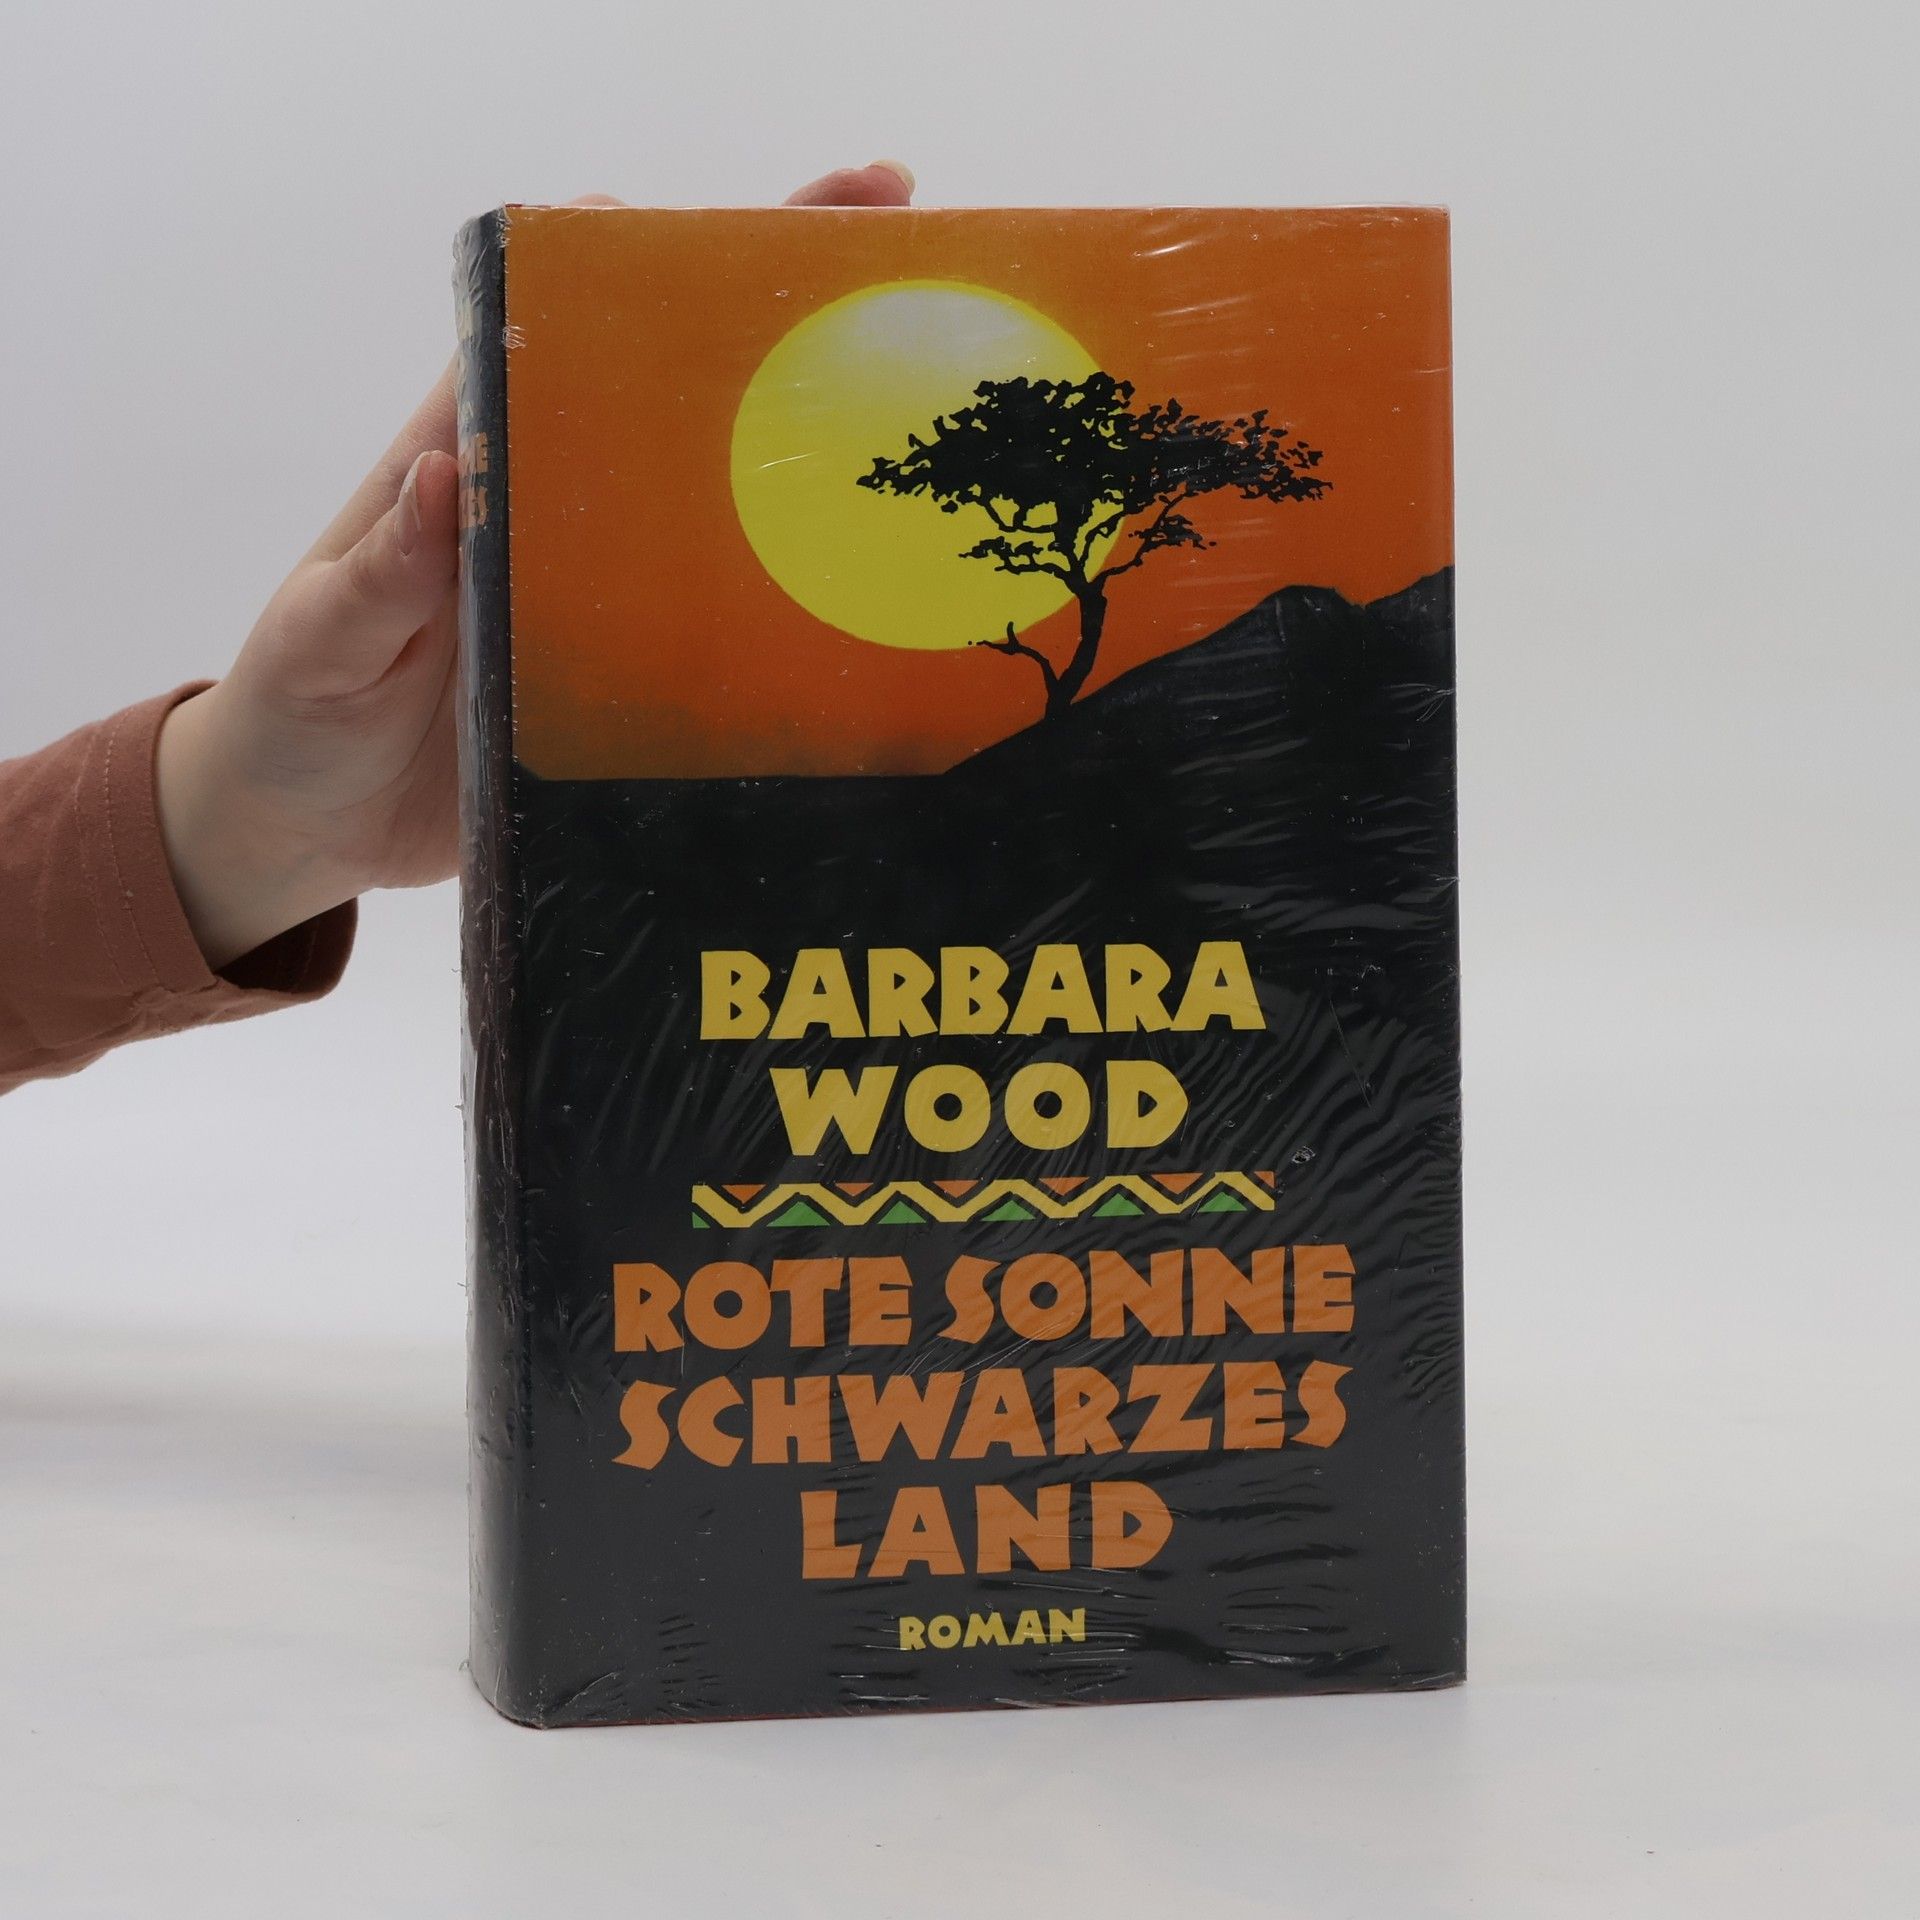 BARBARA
WOOD
ROTE SONNE
SCHWARZES
LAND
ROMAN